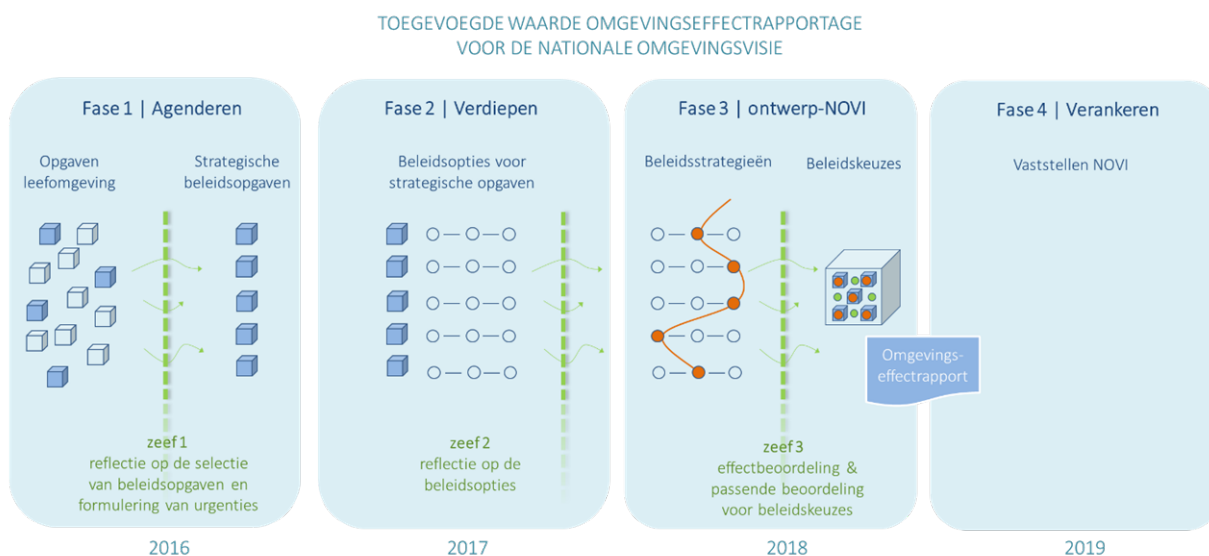 TOEGEVOEGDE WAARDE OMGEVINGSEFFECTRAPPORTAGE
VOOR DE NATIONALE OMGEVINGSVISIE
Fase 1 | Agenderen
Opgaven
leefomgeving
Strategische
beleidsopgaven
zeef 1
reflectie op de selectie
van beleidsopgaven en
formulering van urgenties
2016
Fase 2 | Verdiepen
Beleidsopties voor
strategische opgaven
zeef 2
reflectie op de
beleidsopties
2017
Fase 3 | ontwerp-NOVI
Beleidsstrategieën
Beleidskeuzes
Omgevings-
effectrapport
zeef 3
effectbeoordeling &
passende beoordeling
voor beleidskeuzes
2018
Fase 4 | Verankeren
Vaststellen NOVI
2019